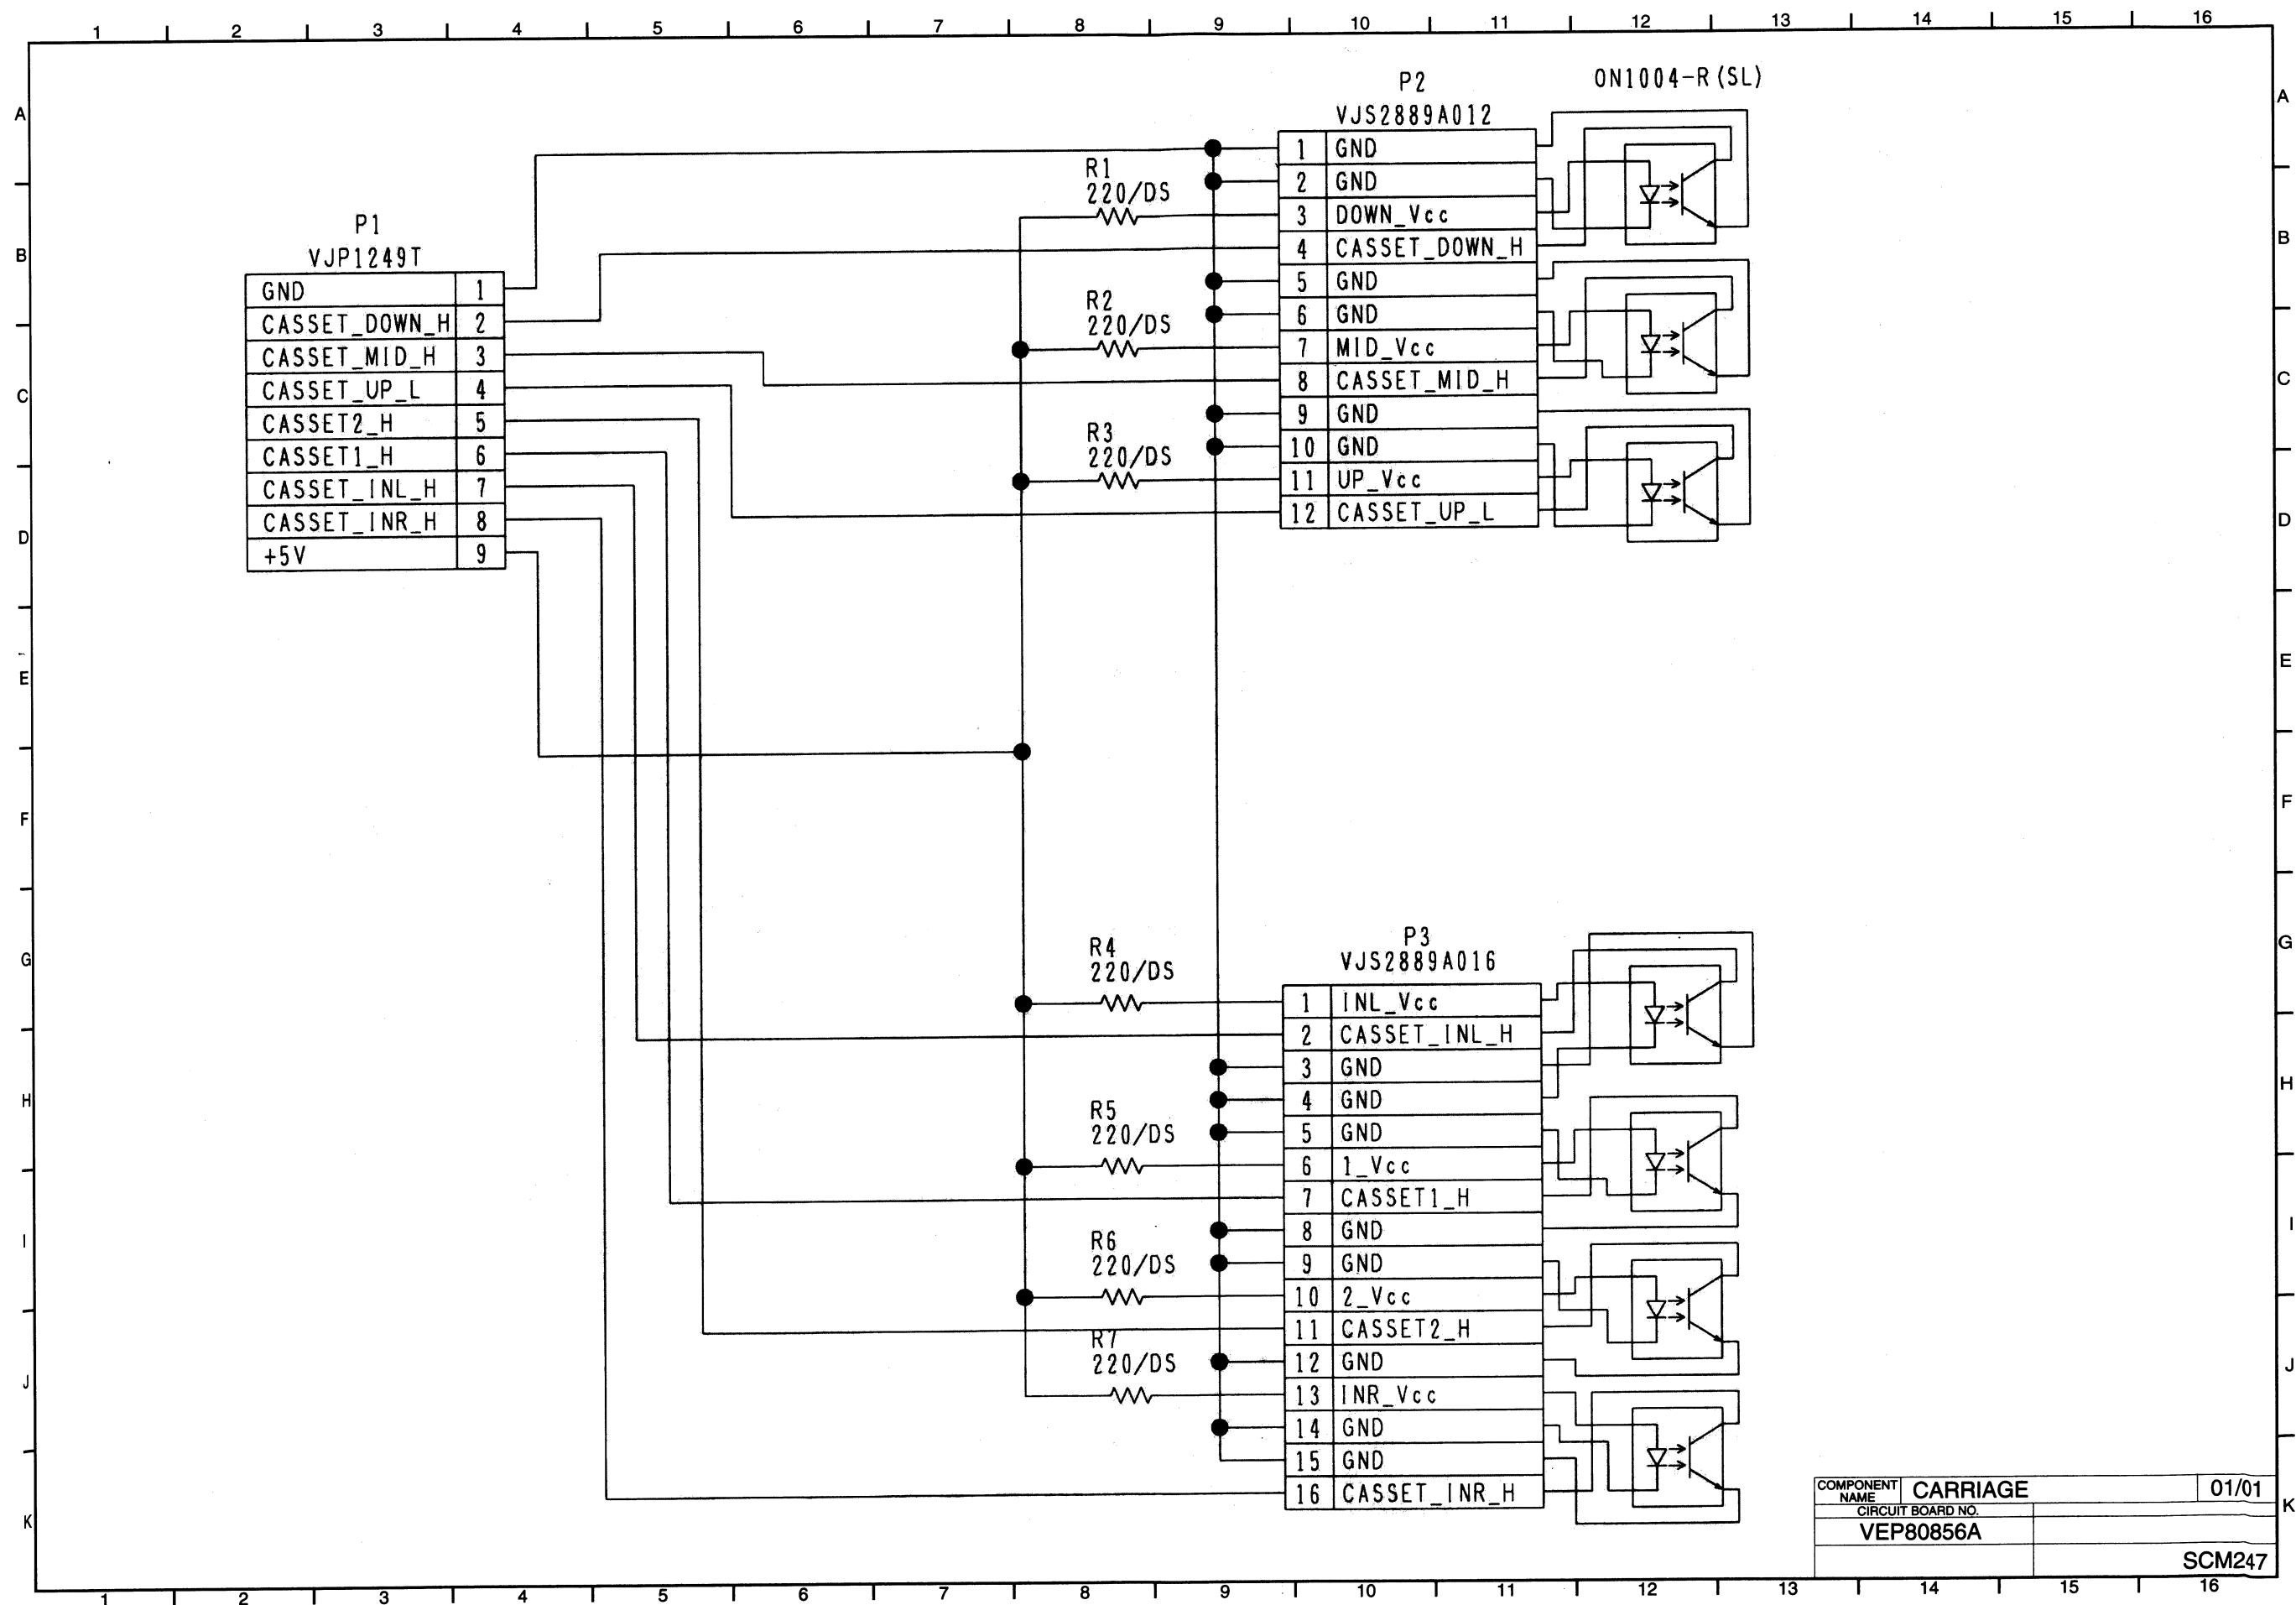 1 2 3 4 5 6 7 8 9 10 11 12 13 14 15 16
A A
B B
C C
D D
E E
F F
G G
H H
I I
J J
K K
P1
VJP1249T
GND 1
CASSET_DOWN_H 2
CASSET_MID_H 3
CASSET_UP_L 4
CASSET2_H 5
CASSET1_H 6
CASSET_INL_H 7
CASSET_INR_H 8
+5V 9
R1
220/DS
R2
220/DS
R3
220/DS
P2
VJS2889A012
ON1004-R(SL)
1 GND
2 GND
3 DOWN_Vcc
4 CASSET_DOWN_H
5 GND
6 GND
7 MID_Vcc
8 CASSET_MID_H
9 GND
10 GND
11 UP_Vcc
12 CASSET_UP_L
R4
220/DS
R5
220/DS
R6
220/DS
R7
220/DS
P3
VJS2889A016
1 INL_Vcc
2 CASSET_INL_H
3 GND
4 GND
5 GND
6 1_Vcc
7 CASSET1_H
8 GND
9 GND
10 2_Vcc
11 CASSET2_H
12 GND
13 INR_Vcc
14 GND
15 GND
16 CASSET_INR_H
COMPONENT NAME CARRIAGE 01/01
CIRCUIT BOARD NO.
VEP80856A
SCM247
1 2 3 4 5 6 7 8 9 10 11 12 13 14 15 16